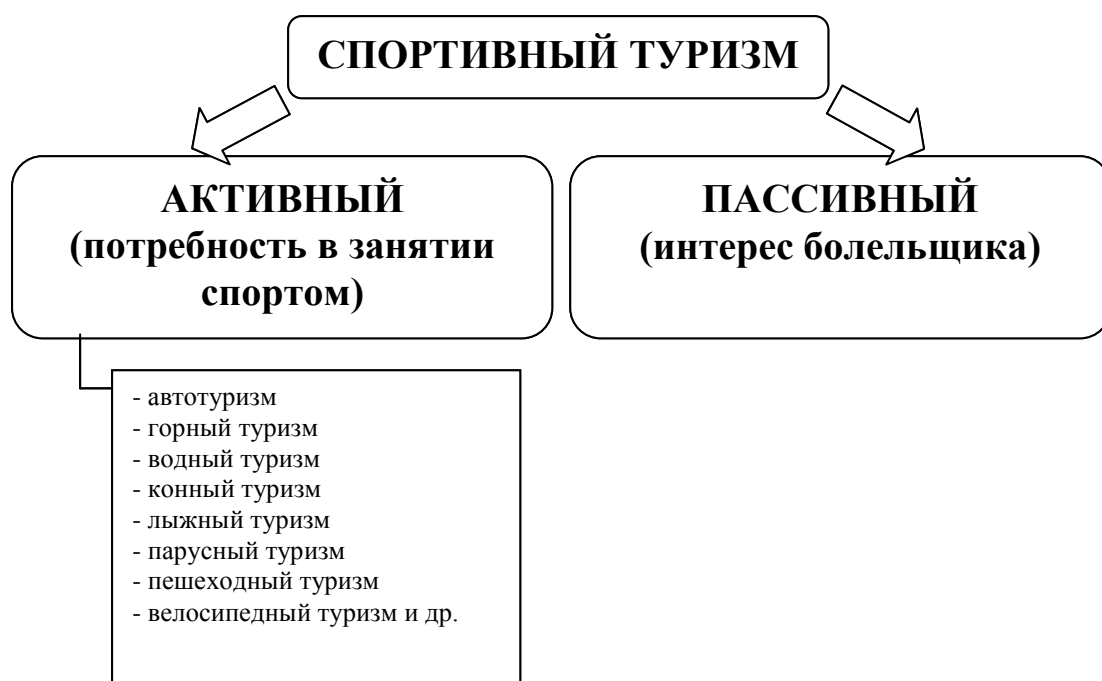 СПОРТИВНЫЙ ТУРИЗМ
АКТИВНЫЙ
(потребность в занятии
спортом)
ПАССИВНЫЙ
(интерес болельщика)
- автотуризм
- горный туризм
- водный туризм
- конный туризм
- лыжный туризм
- парусный туризм
- пешеходный туризм
- велосипедный туризм и др.